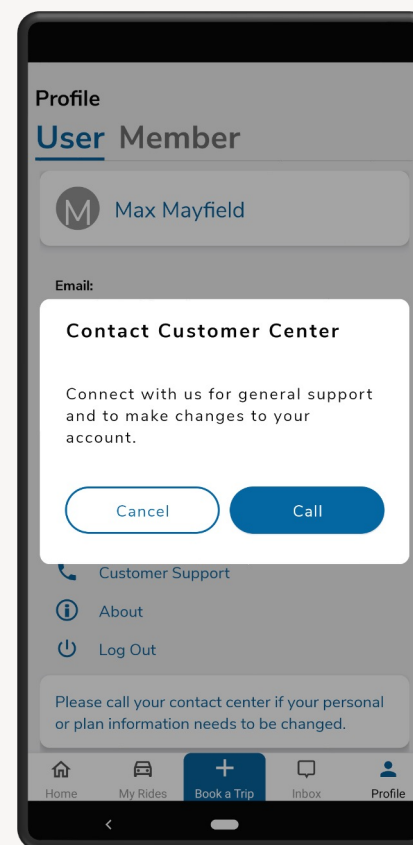 Profile
User Member
M Max Mayfield
Email:
Contact Customer Center
Connect with us for general support
and to make changes to your
account.
Cancel Call
Customer Support
About
Log Out
Please call your contact center if your personal
or plan information needs to be changed.
Home My Rides Book a Trip Inbox Profile